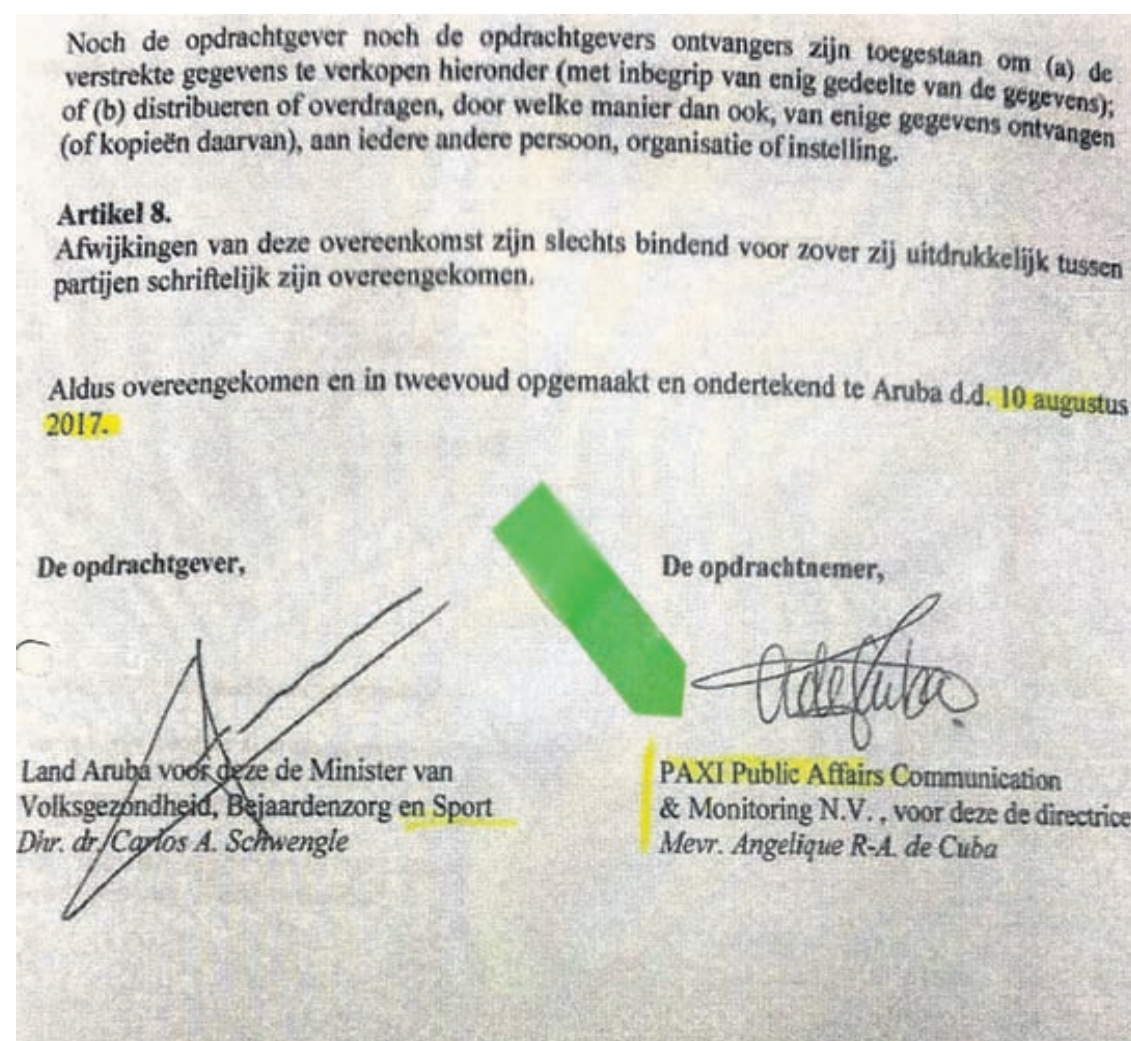 Noch de opdrachtgever noch de opdrachtgevers ontvangers zijn toegestaan om (a) de
verstrekte gegevens te verkopen hieronder (met inbegrip van enig gedeelte van de gegevens);
of (b) distribueren of overdragen, door welke manier dan ook, van enige gegevens ontvangen
(of kopieën daarvan), aan iedere andere persoon, organisatie of instelling.
Artikel 8.
Afwijkingen van deze overeenkomst zijn slechts bindend voor zover zij uitdrukkelijk tussen
partijen schriftelijk zijn overeengekomen.
Aldus overeengekomen en in tweevoud opgemaakt en ondertekend te Aruba d.d. 10 augustus
2017.
De opdrachtgever,
Land Aruba voor deze de Minister van
Volksgezondheid, Bejaardenzorg en Sport
Dhr. dr. Carlos A. Schwengle
De opdrachtnemer,
AdeCuba
PAXI Public Affairs Communication
& Monitoring N.V. , voor deze de directrice
Mevr. Angelique R-A. de Cuba